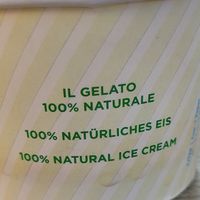 IL GELATO
100% NATURALE
100% NATÜRLICHES EIS
100% NATURAL ICE CREAM